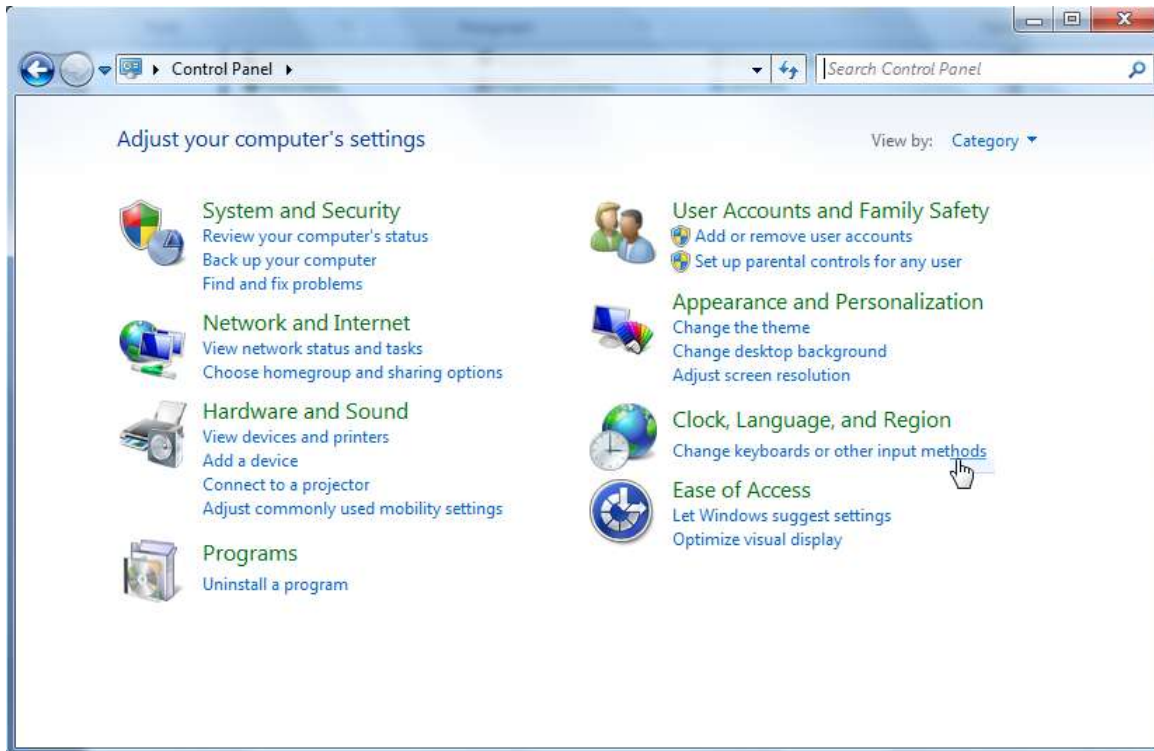 Control Panel
Search Control Panel
Adjust your computer's settings
View by: Category
System and Security
Review your computer's status
Back up your computer
Find and fix problems
Network and Internet
View network status and tasks
Choose homegroup and sharing options
Hardware and Sound
View devices and printers
Add a device
Connect to a projector
Adjust commonly used mobility settings
Programs
Uninstall a program
User Accounts and Family Safety
Add or remove user accounts
Set up parental controls for any user
Appearance and Personalization
Change the theme
Change desktop background
Adjust screen resolution
Clock, Language, and Region
Change keyboards or other input methods
Ease of Access
Let Windows suggest settings
Optimize visual display